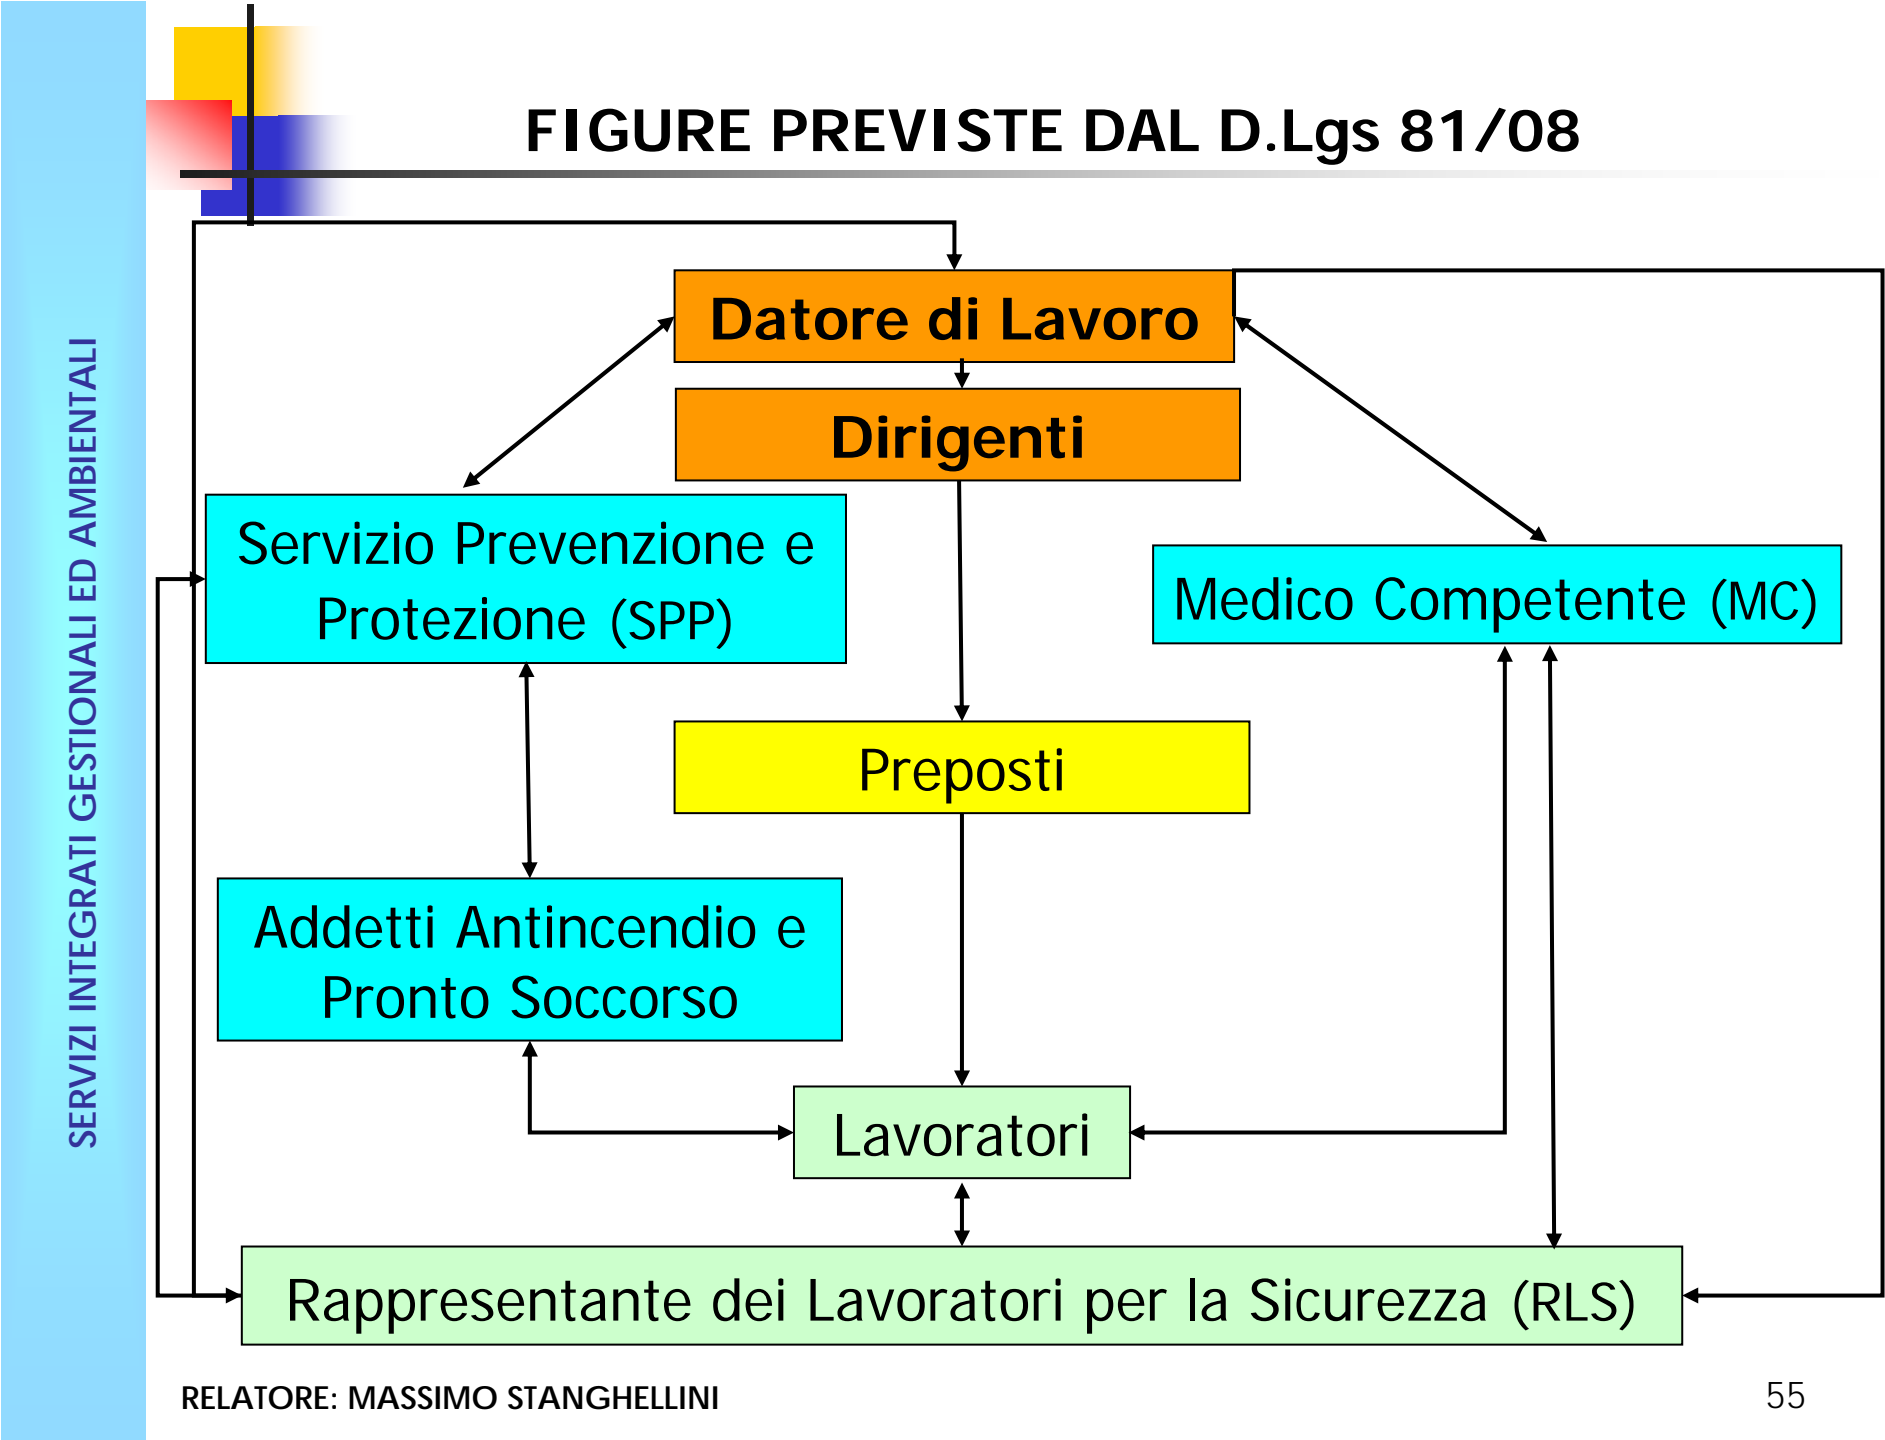 FIGURE PREVISTE DAL D.Lgs 81/08
Datore di Lavoro
Dirigenti
Servizio Prevenzione e
Protezione (SPP)
Medico Competente (MC)
Preposti
Addetti Antincendio e
Pronto Soccorso
Lavoratori
Rappresentante dei Lavoratori per la Sicurezza (RLS)
SERVIZI INTEGRATI GESTIONALI ED AMBIENTALI
RELATORE: MASSIMO STANGHELLINI
55